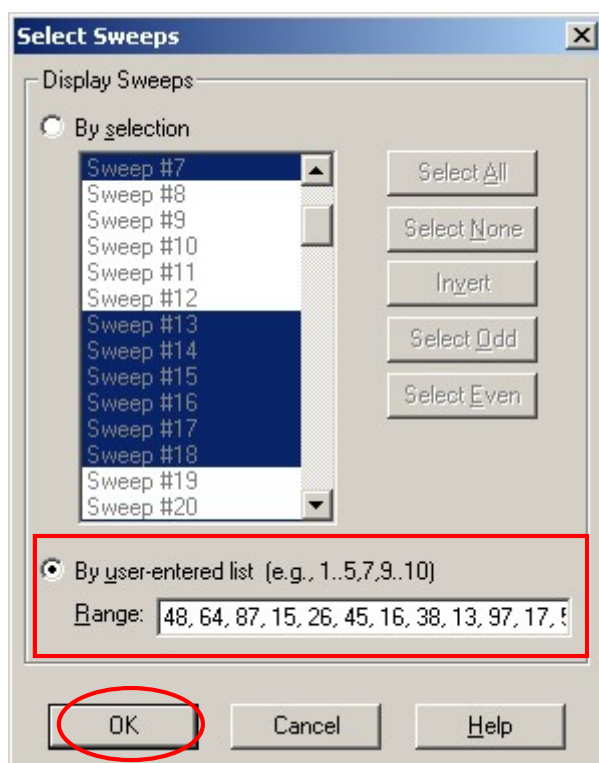 Select Sweeps
Display Sweeps
By selection
Sweep #7
Sweep #8
Sweep #9
Sweep #10
Sweep #11
Sweep #12
Sweep #13
Sweep #14
Sweep #15
Sweep #16
Sweep #17
Sweep #18
Sweep #19
Sweep #20
Select All
Select None
Invert
Select Odd
Select Even
By user-entered list (e.g., 1..5,7,9..10)
Range: 48, 64, 87, 15, 26, 45, 16, 38, 13, 97, 17,
OK Cancel Help